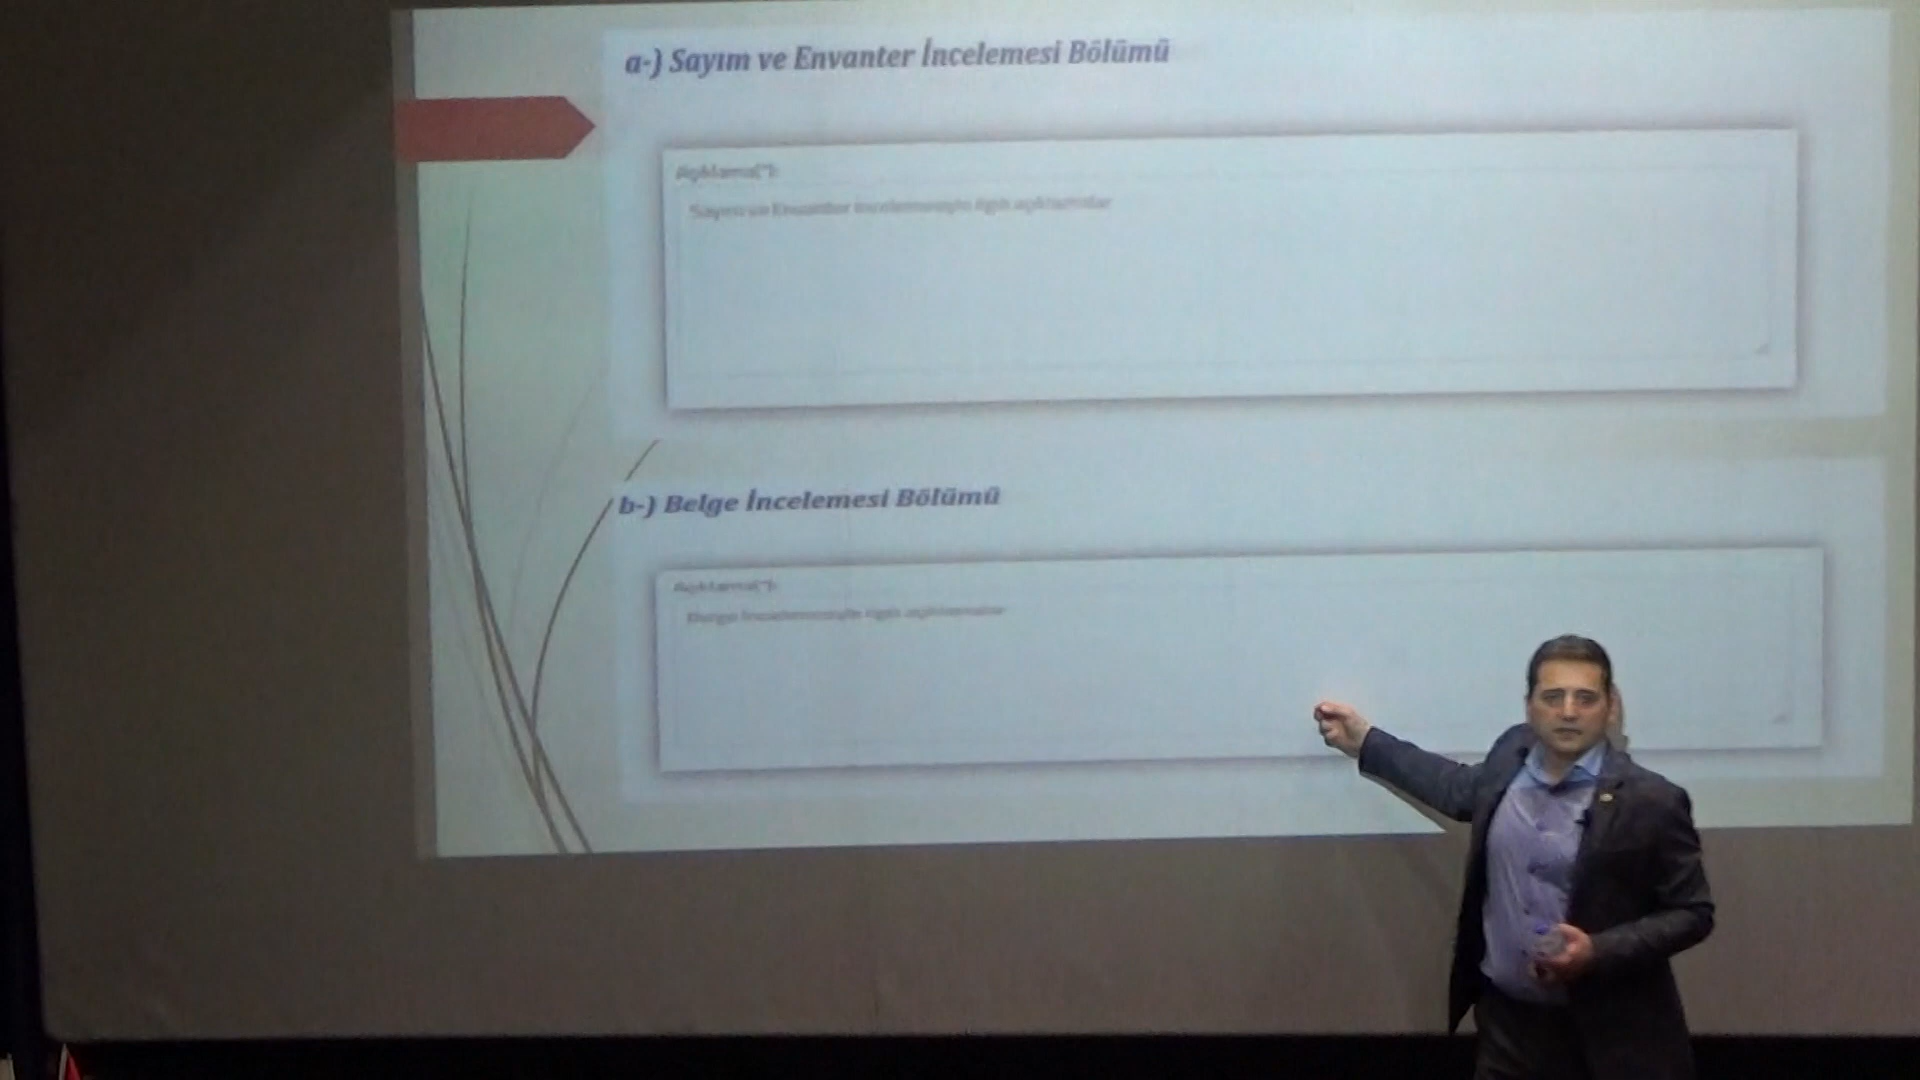 a-) Sayım ve Envanter İncelemesi Bölümü
Açıklama(*):
Sayım ve Envanter incelemesiyle ilgili açıklamalar
b-) Belge İncelemesi Bölümü
Açıklama(*):
Belge İncelemesiyle ilgili açıklamalar